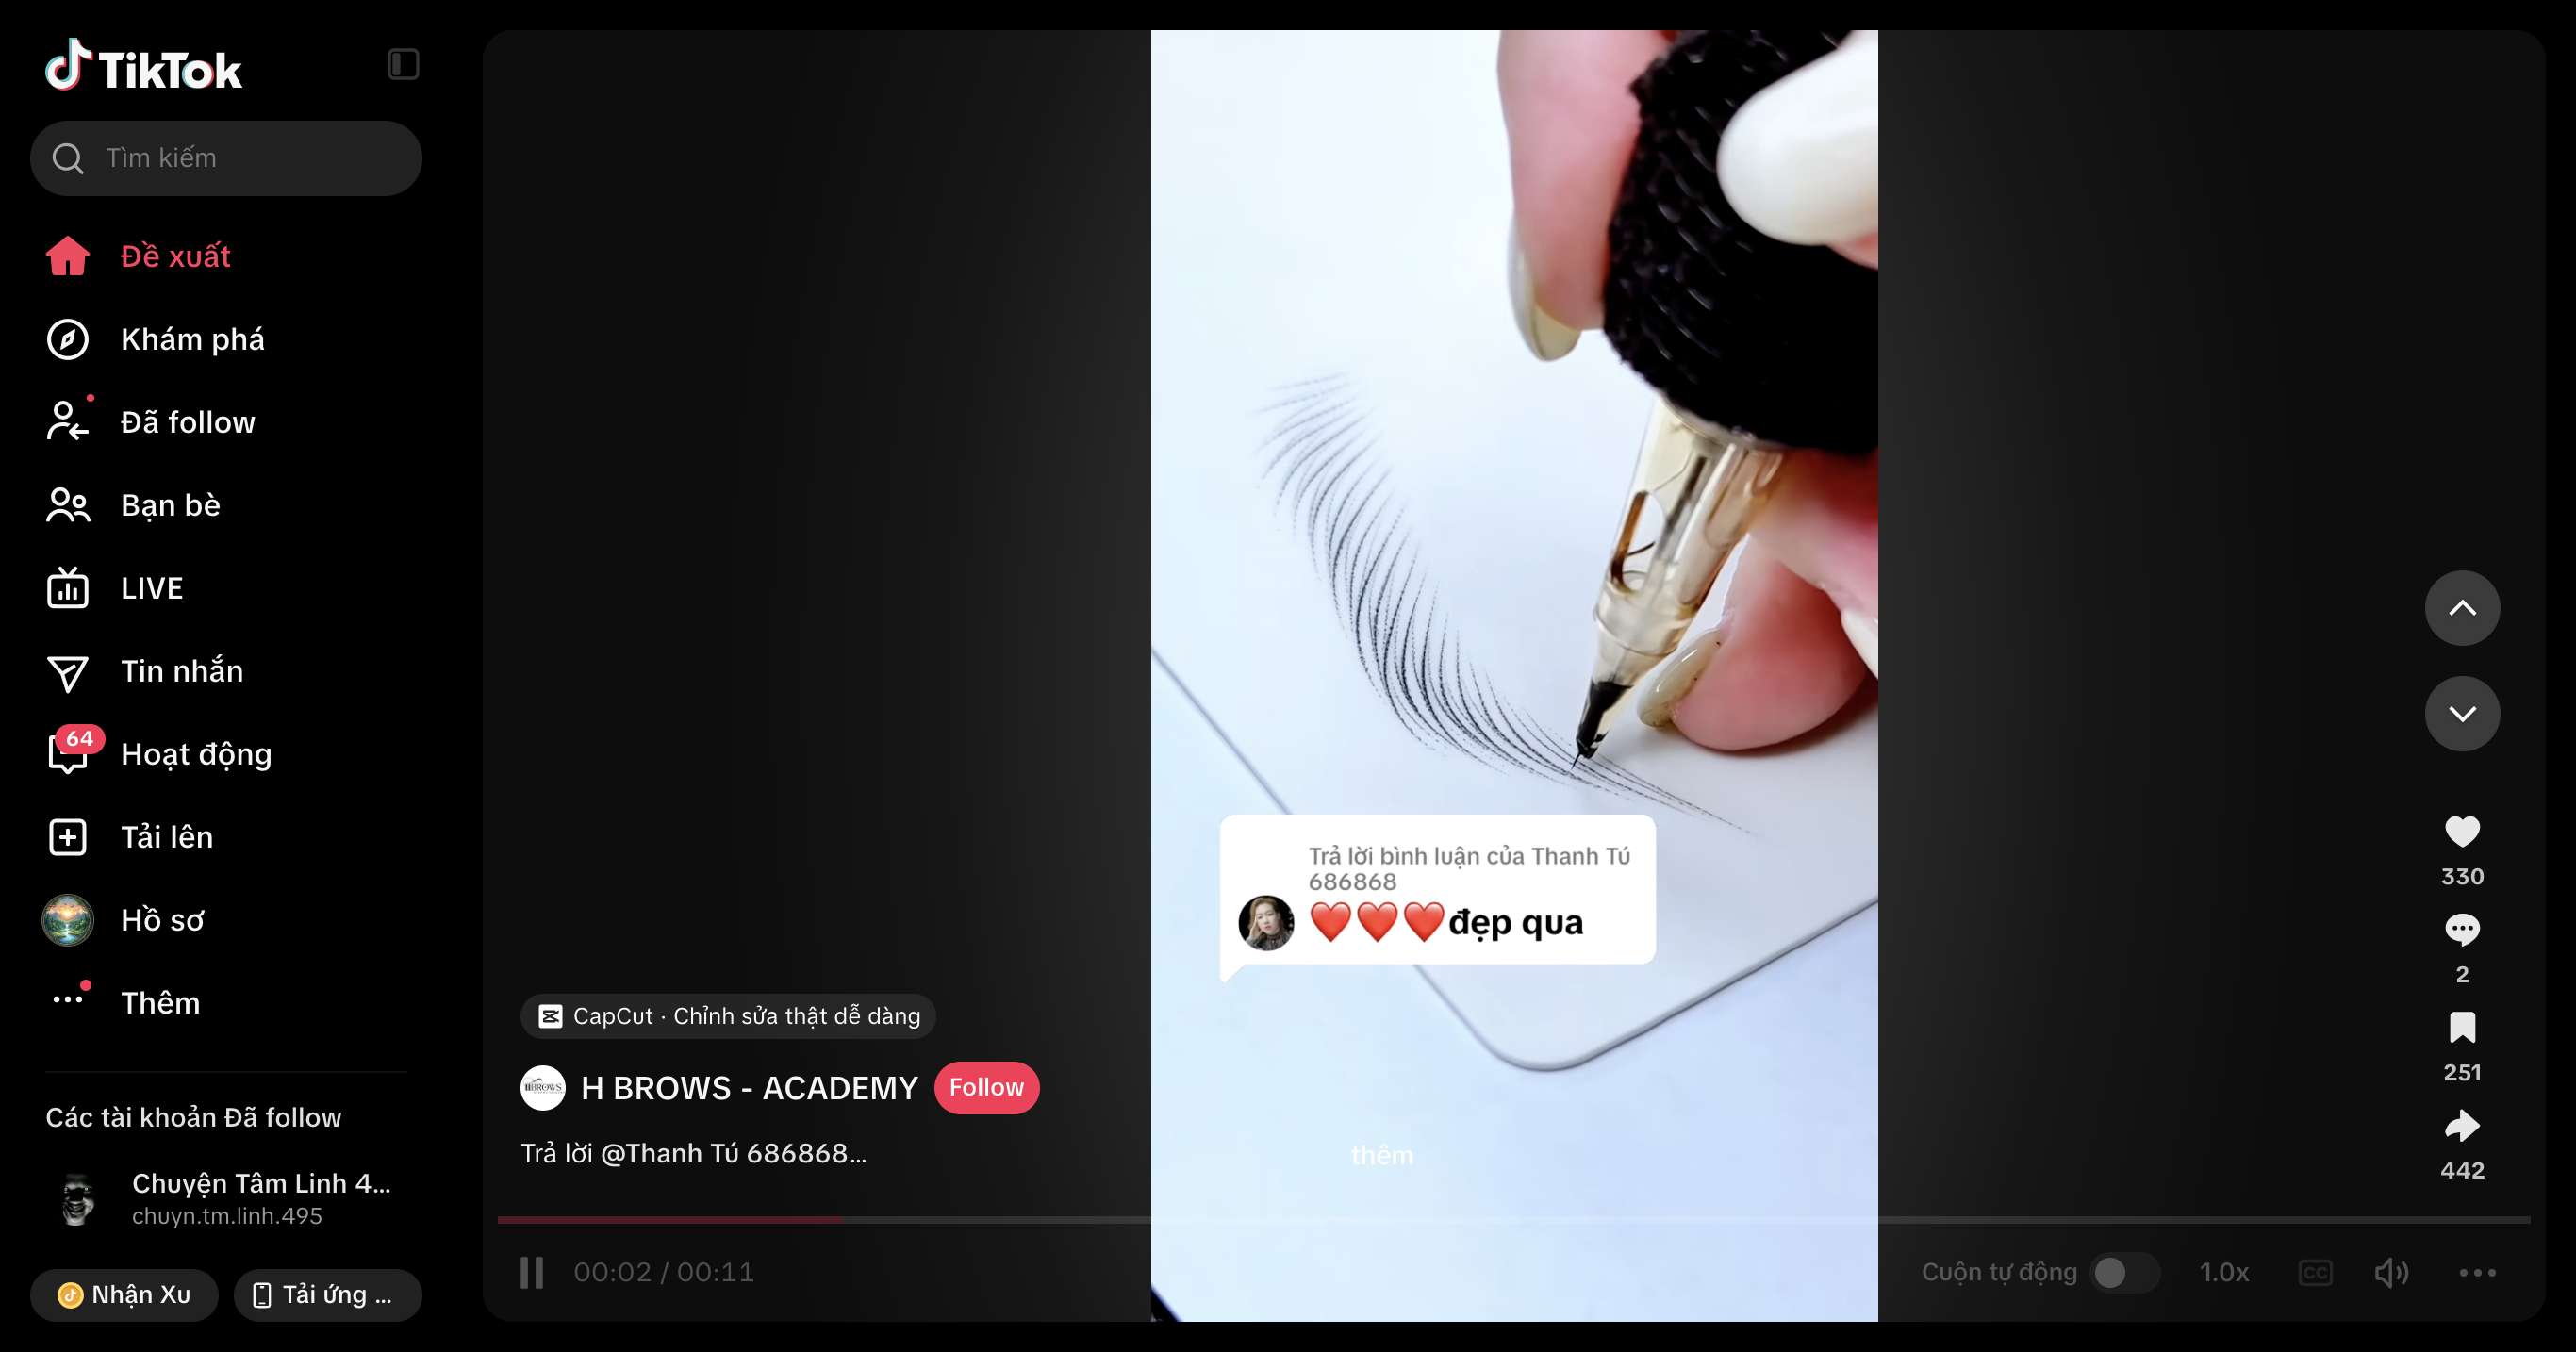 TikTok
Tìm kiếm
Đề xuất
Khám phá
Đã follow
Bạn bè
LIVE
Tin nhắn
64
Hoạt động
Tải lên
Hồ sơ
Thêm
Các tài khoản Đã follow
Chuyện Tâm Linh 4...
chuyn.tm.linh.495
Nhận Xu
Tải ứng ...
Trả lời bình luận của Thanh Tú
686868
❤️❤️❤️đẹp qua
CapCut · Chỉnh sửa thật dễ dàng
HBROWS
H BROWS - ACADEMY
Follow
Trả lời @Thanh Tú 686868...
thêm
00:02 / 00:11
330
2
251
442
Cuộn tự động
1.0x
CC